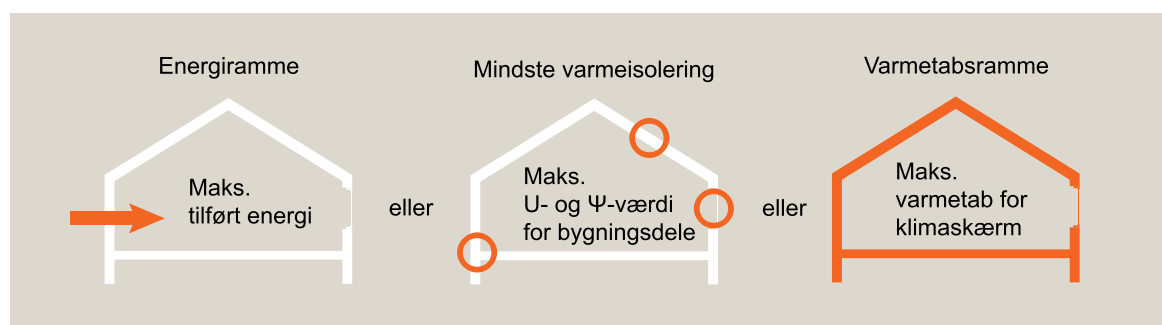 Energiramme
Maks.
tilført energi
eller
Mindste varmeisolering
Maks.
U- og Ψ-værdi
for bygningsdele
eller
Varmetabsramme
Maks.
varmetab for
klimaskærm